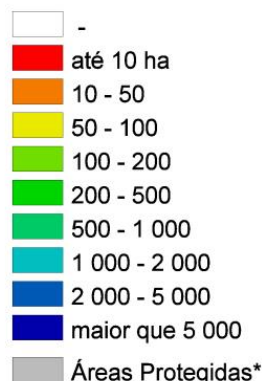 -
até 10 ha
10 - 50
50 - 100
100 - 200
200 - 500
500 - 1 000
1 000 - 2 000
2 000 - 5 000
maior que 5 000
Áreas Protegidas*